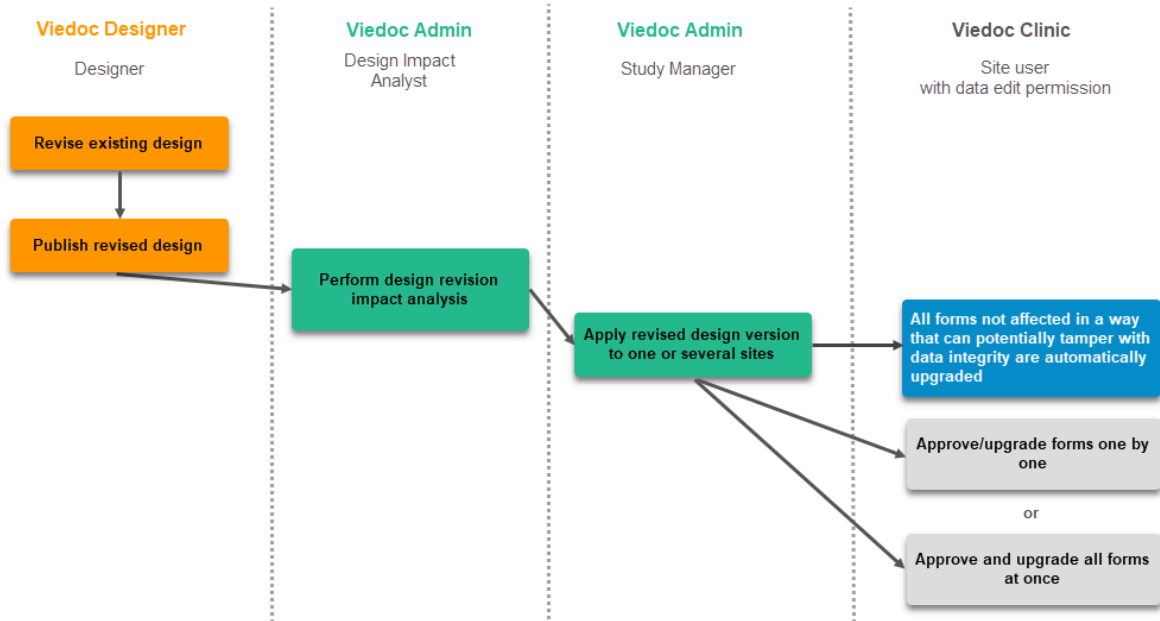 Viedoc Designer
Designer
Viedoc Admin
Design Impact
Analyst
Viedoc Admin
Study Manager
Viedoc Clinic
Site user
with data edit permission
Revise existing design
Publish revised design
Perform design revision
impact analysis
Apply revised design version
to one or several sites
All forms not affected in a way
that can potentially tamper with
data integrity are automatically
upgraded
Approve/upgrade forms one by
one
or
Approve and upgrade all forms
at once